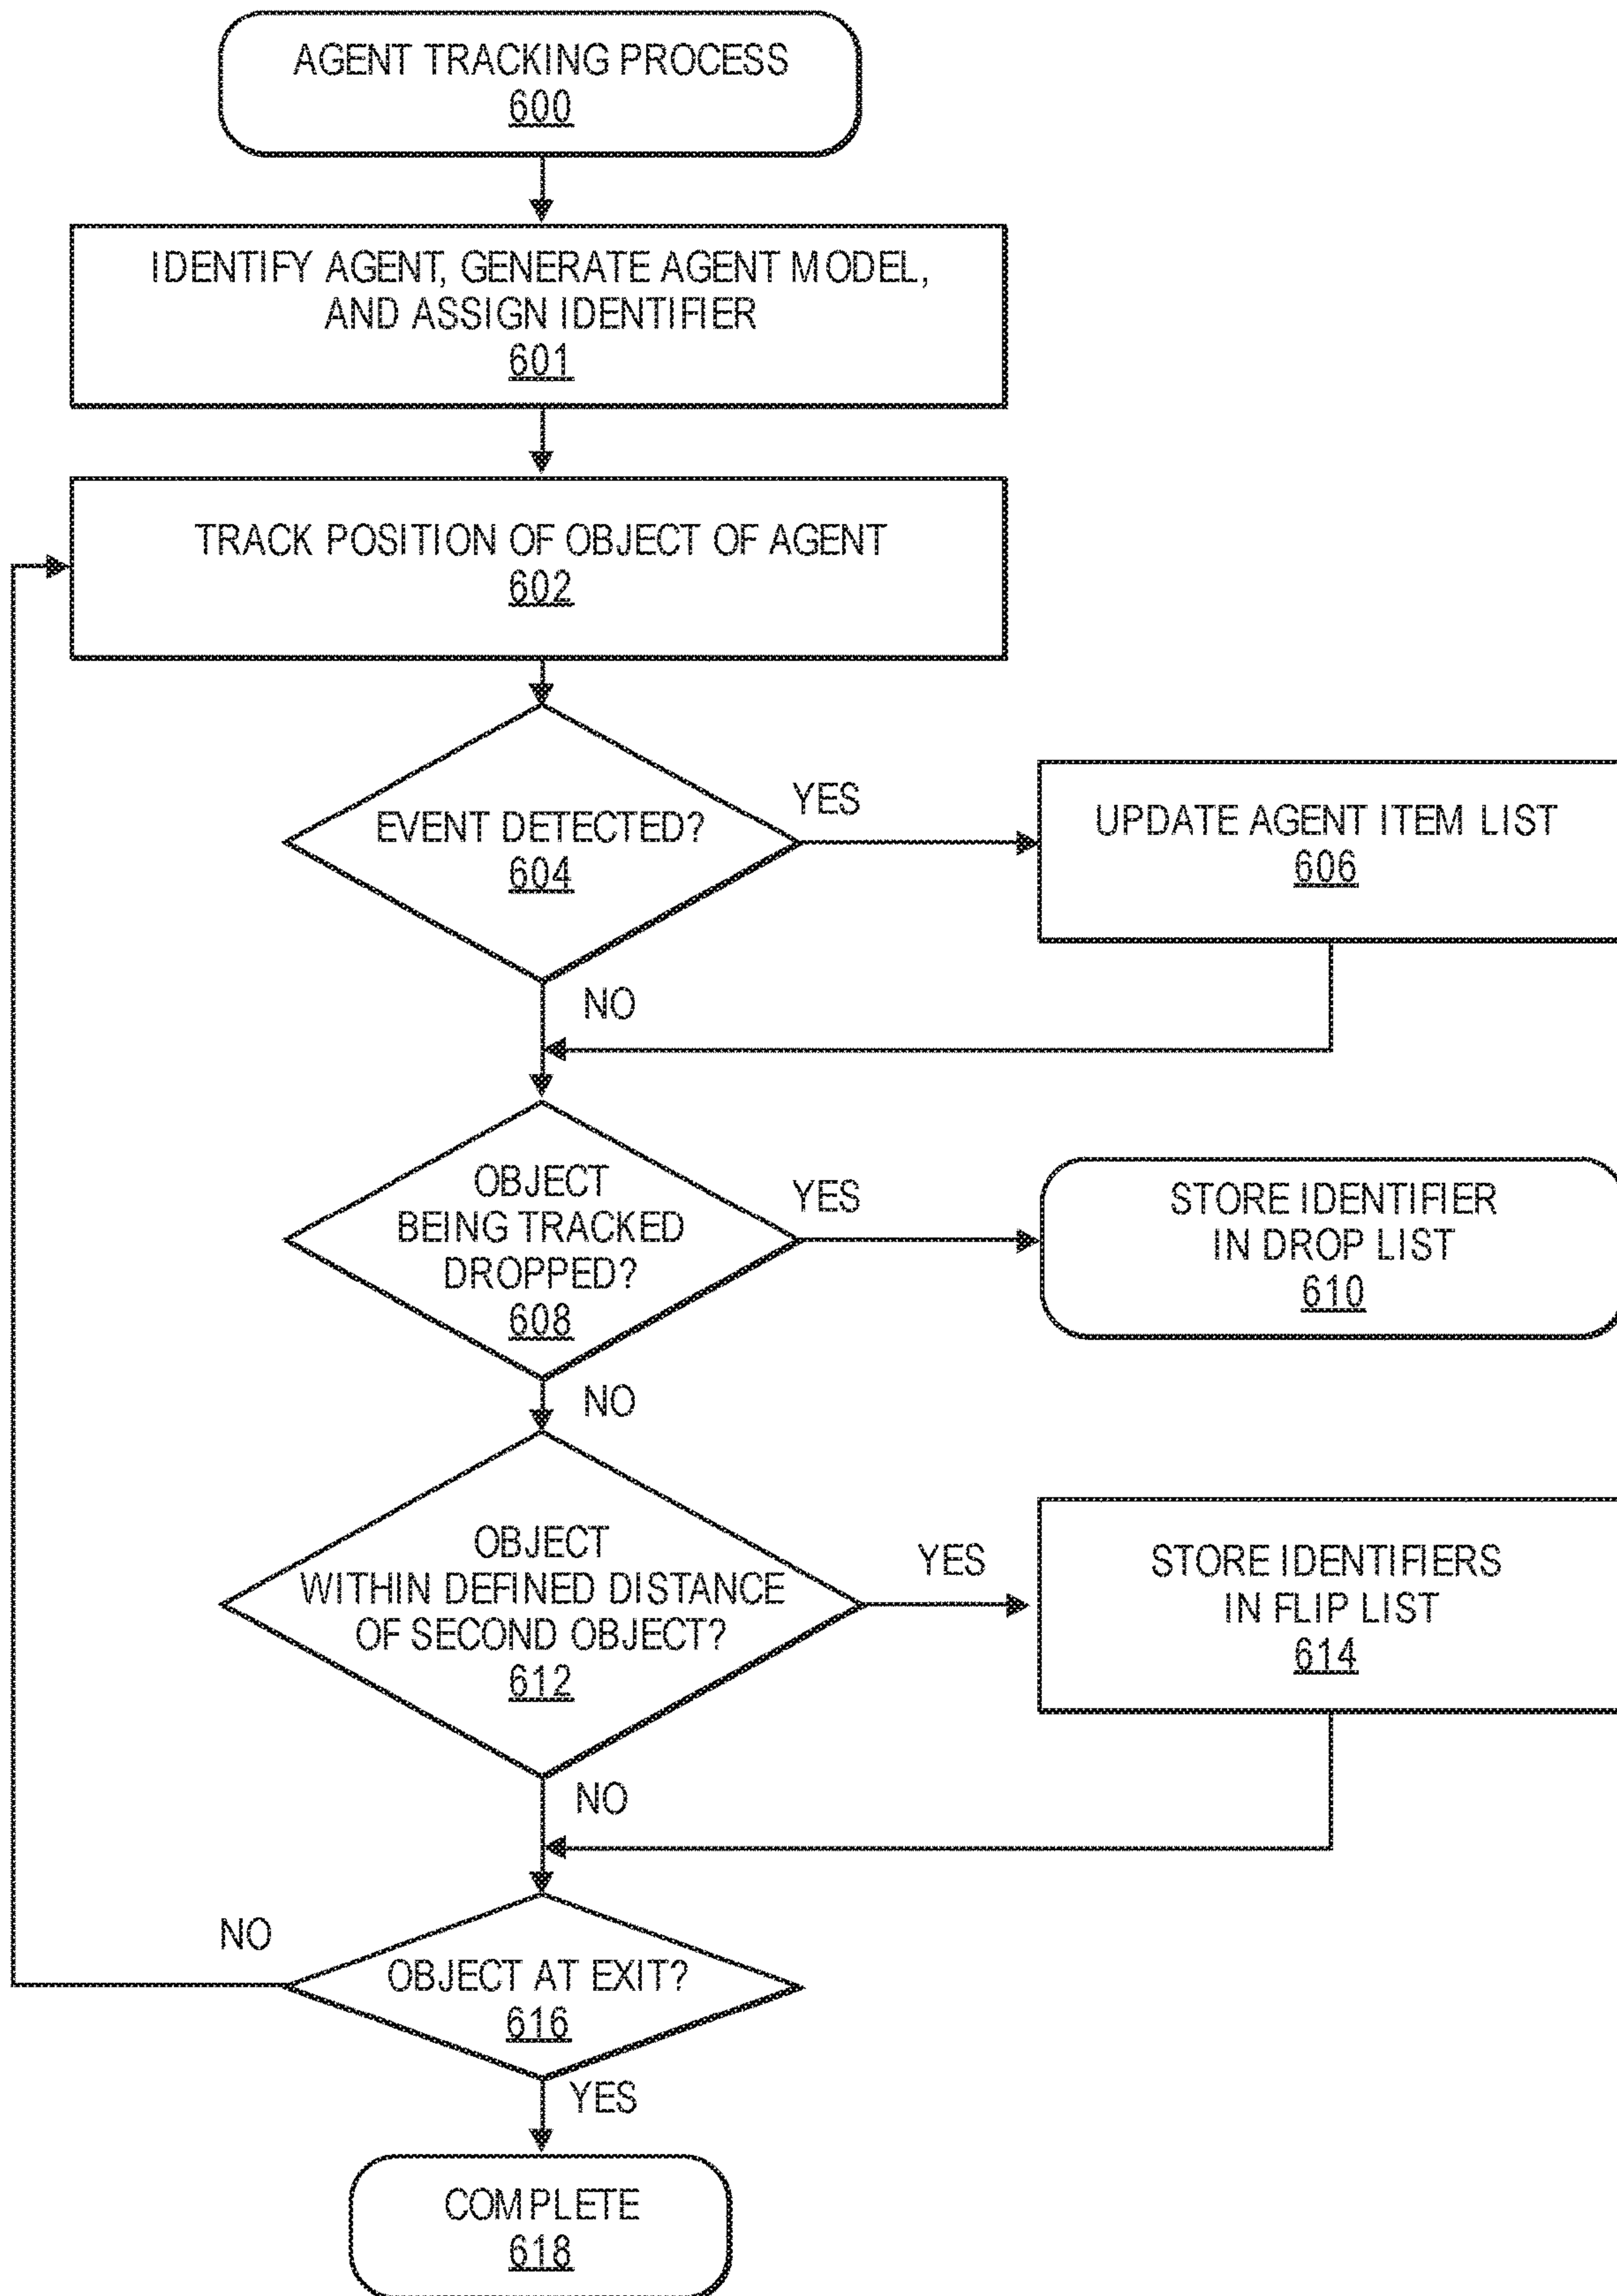 AGENT TRACKING PROCESS
600
IDENTIFY AGENT, GENERATE AGENT MODEL,
AND ASSIGN IDENTIFIER
601
TRACK POSITION OF OBJECT OF AGENT
602
EVENT DETECTED?
604
YES
UPDATE AGENT ITEM LIST
606
NO
OBJECT
BEING TRACKED
DROPPED?
608
YES
STORE IDENTIFIER
IN DROP LIST
610
NO
OBJECT
WITHIN DEFINED DISTANCE
OF SECOND OBJECT?
612
YES
STORE IDENTIFIERS
IN FLIP LIST
614
NO
NO
OBJECT AT EXIT?
616
YES
COMPLETE
618